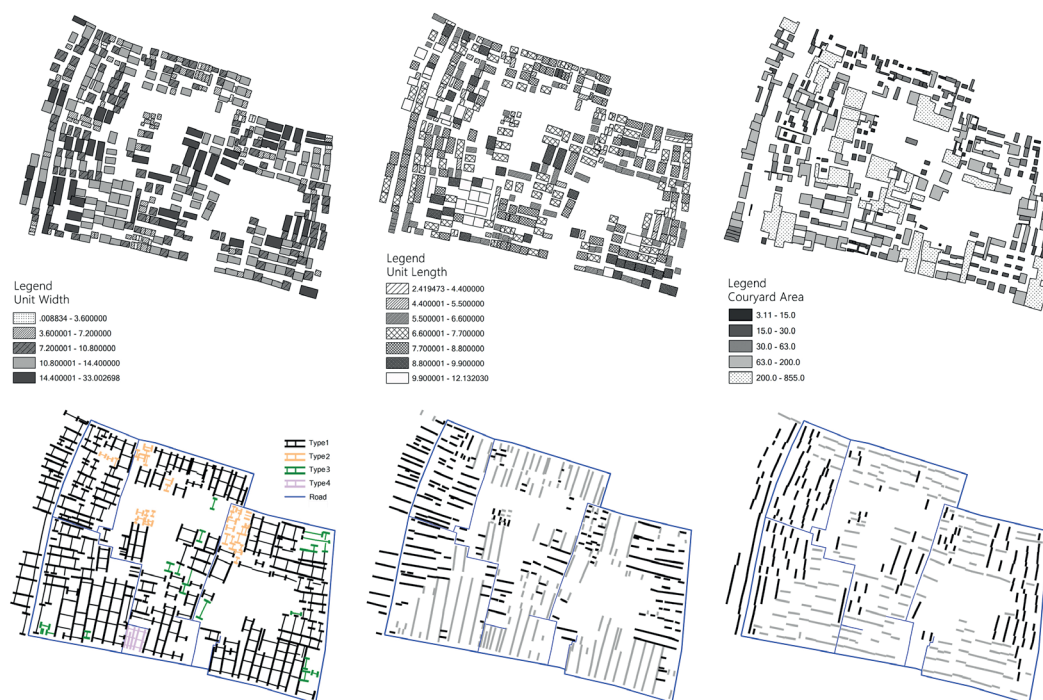 Legend
Unit Width
.008834 - 3.600000
3.600001 - 7.200000
7.200001 - 10.800000
10.800001 - 14.400000
14.400001 - 33.002698
Legend
Unit Length
2.419473 - 4.400000
4.400001 - 5.500000
5.500001 - 6.600000
6.600001 - 7.700000
7.700001 - 8.800000
8.800001 - 9.900000
9.900001 - 12.132030
Legend
Couryard Area
3.11 - 15.0
15.0 - 30.0
30.0 - 63.0
63.0 - 200.0
200.0 - 855.0
Type1
Type2
Type3
Type4
Road